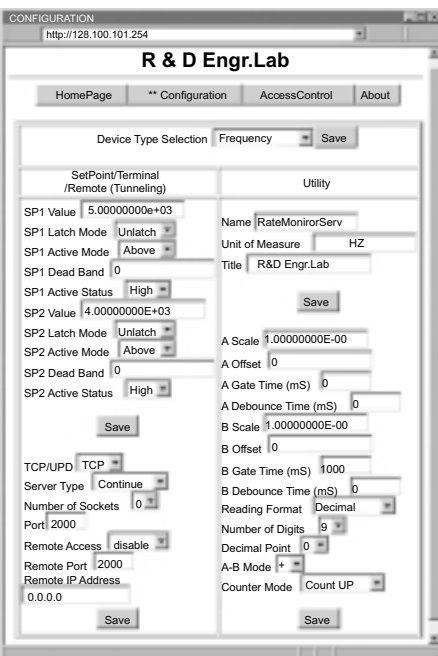 CONFIGURATION
http://128.100.101.254
R & D Engr.Lab
HomePage ** Configuration AccessControl About
Device Type Selection Frequency Save
SetPoint/Terminal
/Remote (Tunneling)
SP1 Value 5.00000000e+03
SP1 Latch Mode Unlatch
SP1 Active Mode Above
SP1 Dead Band 0
SP1 Active Status High
SP2 Value 4.00000000E+03
SP2 Latch Mode Unlatch
SP2 Active Mode Above
SP2 Dead Band 0
SP2 Active Status High
Save
TCP/UPD TCP
Server Type Continue
Number of Sockets 0
Port 2000
Remote Access disable
Remote Port 2000
Remote IP Address
0.0.0.0
Save
Utility
Name RateMonirorServ
Unit of Measure HZ
Title R&D Engr.Lab
Save
A Scale 1.00000000E-00
A Offset 0
A Gate Time (mS) 0
A Debounce Time (mS) 0
B Scale 1.00000000E-00
B Offset 0
B Gate Time (mS) 1000
B Debounce Time (mS) 0
Reading Format Decimal
Number of Digits 9
Decimal Point 0
A-B Mode +
Counter Mode Count UP
Save